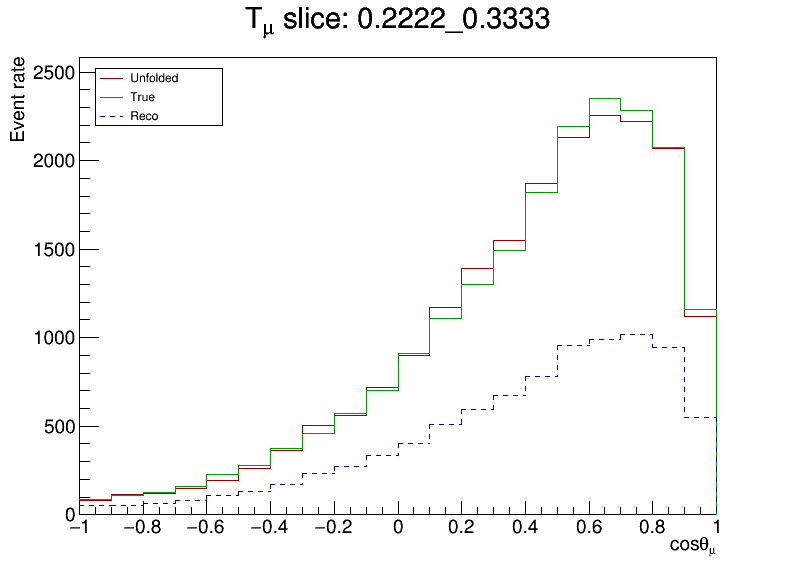 T_μ slice: 0.2222_0.3333
Event rate
Unfolded
True
Reco
2500
2000
1500
1000
500
0
−1 −0.8 −0.6 −0.4 −0.2 0 0.2 0.4 0.6 0.8 1
cosθ_μ